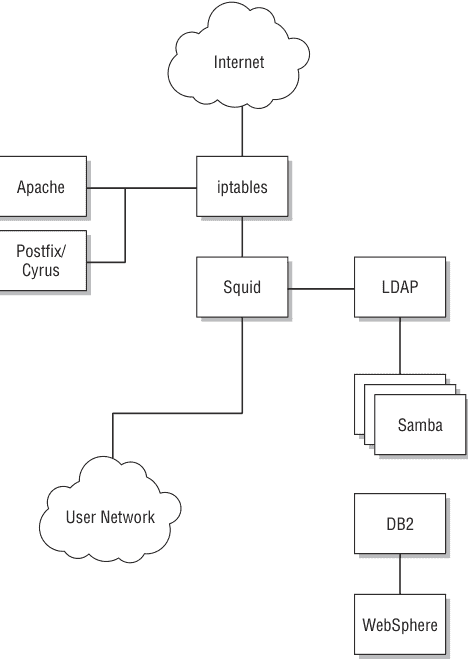 Internet
Apache
iptables
Postfix/
Cyrus
Squid
LDAP
Samba
User Network
DB2
WebSphere